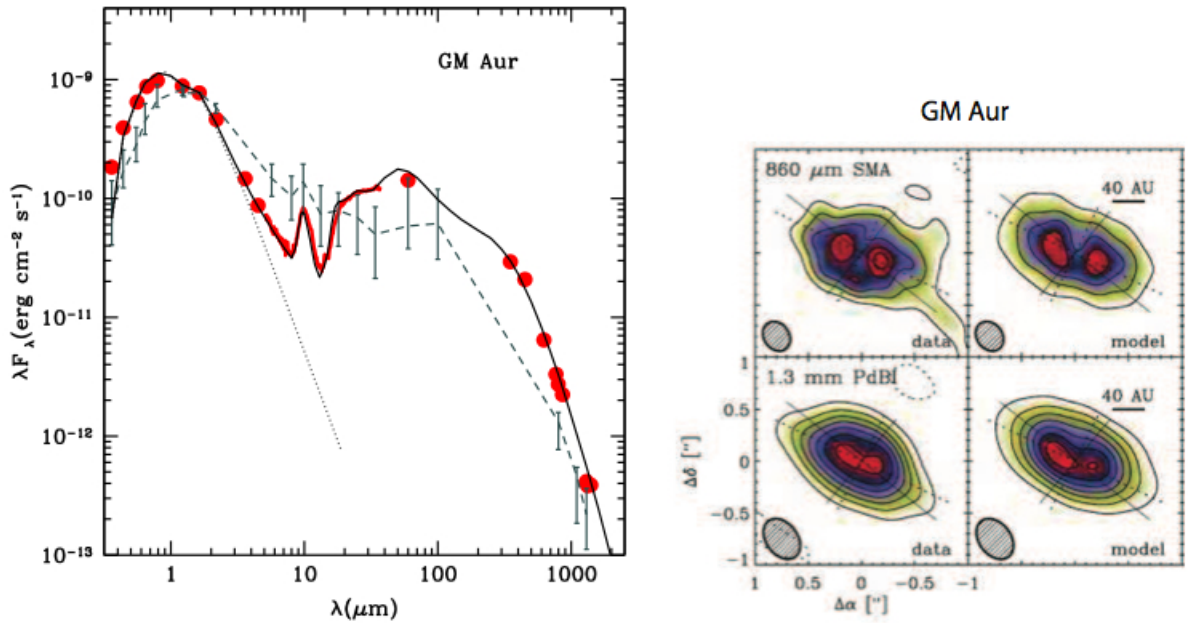 GM Aur
λF_λ(erg cm⁻² s⁻¹)
10⁻⁹
10⁻¹⁰
10⁻¹¹
10⁻¹²
10⁻¹³
1 10 100 1000
λ(μm)
GM Aur
860 μm SMA
40 AU
data
model
1.3 mm PdBI
40 AU
data
model
Δδ ["]
1
0.5
0
−0.5
−1
1 0.5 0 −0.5 −1
Δα ["]